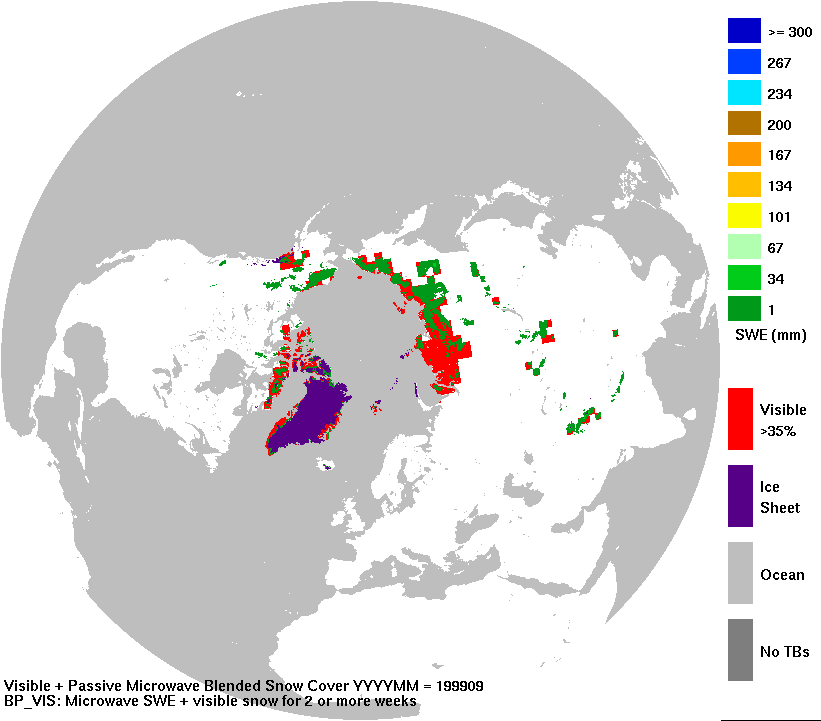 >= 300
267
234
200
167
134
101
67
34
1
SWE (mm)
Visible
>35%
Ice
Sheet
Ocean
No TBs
Visible + Passive Microwave Blended Snow Cover YYYYMM = 199909
BP_VIS: Microwave SWE + visible snow for 2 or more weeks